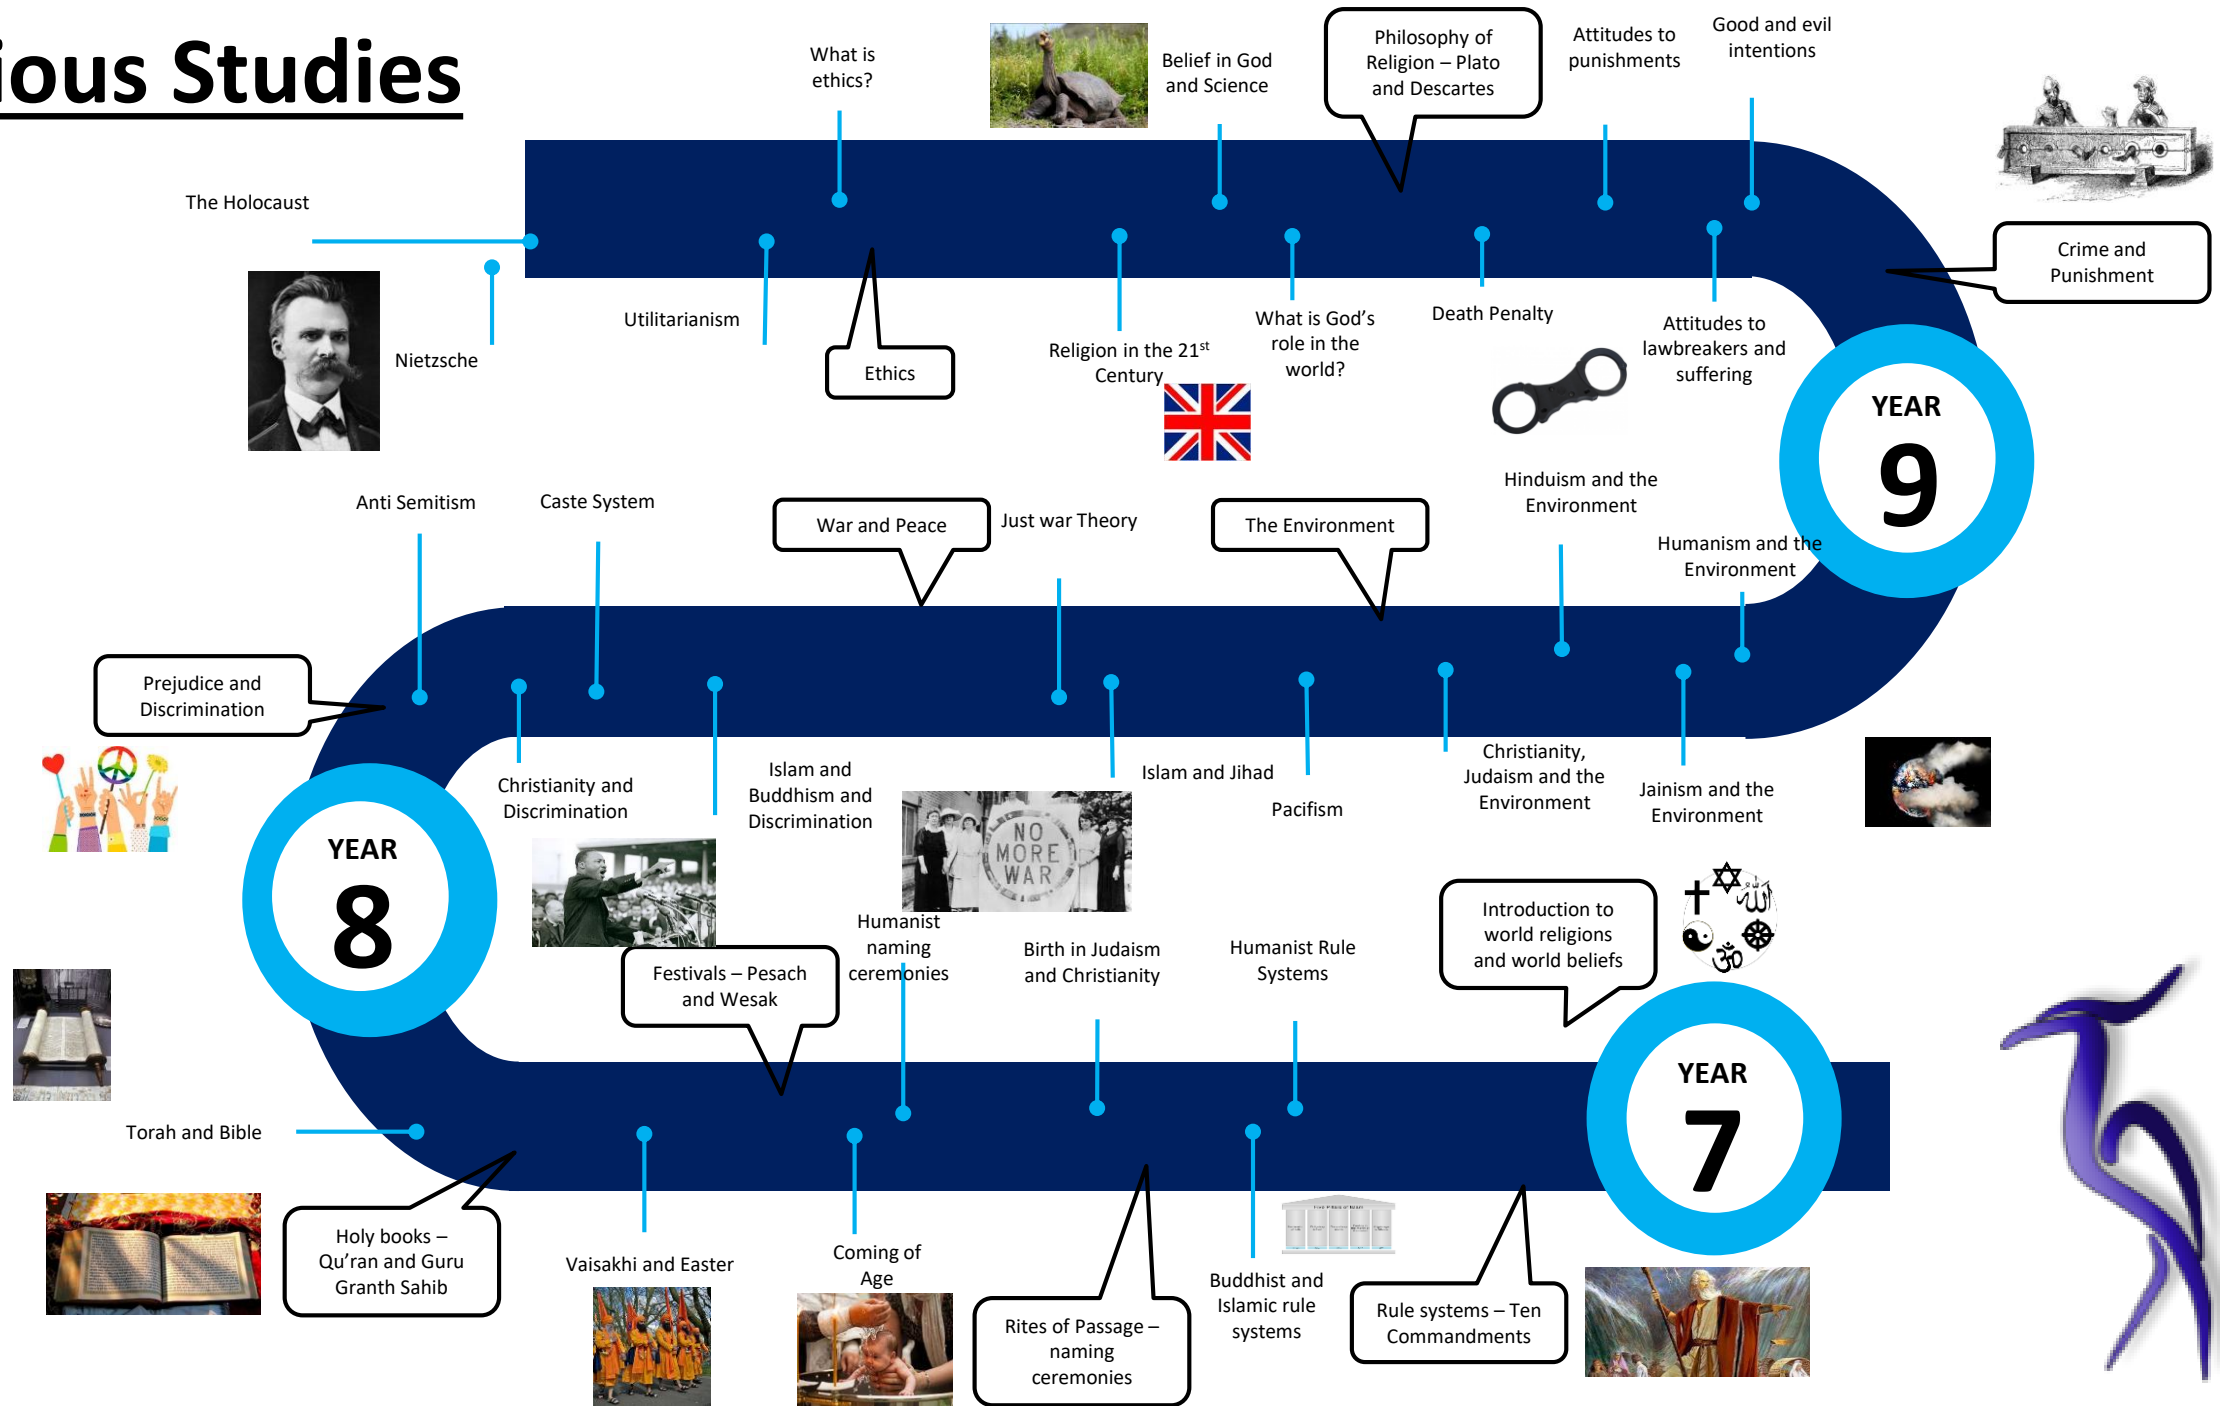 ious Studies
What is
ethics?
Belief in God
and Science
Philosophy of
Religion – Plato
and Descartes
Attitudes to
punishments
Good and evil
intentions
The Holocaust
Nietzsche
Utilitarianism
Ethics
Religion in the 21st
Century
What is God's
role in the
world?
Death Penalty
Attitudes to
lawbreakers and
suffering
Crime and
Punishment
YEAR
9
Anti Semitism
Caste System
War and Peace
Just war Theory
The Environment
Hinduism and the
Environment
Humanism and the
Environment
Prejudice and
Discrimination
Christianity and
Discrimination
Islam and
Buddhism and
Discrimination
Islam and Jihad
Pacifism
Christianity,
Judaism and the
Environment
Jainism and the
Environment
YEAR
8
NO
MORE
WAR
Festivals – Pesach
and Wesak
Humanist
naming
ceremonies
Birth in Judaism
and Christianity
Humanist Rule
Systems
Introduction to
world religions
and world beliefs
YEAR
7
Torah and Bible
Holy books –
Qu'ran and Guru
Granth Sahib
Vaisakhi and Easter
Coming of
Age
Rites of Passage –
naming
ceremonies
Buddhist and
Islamic rule
systems
Five Pillars of Islam
Rule systems – Ten
Commandments